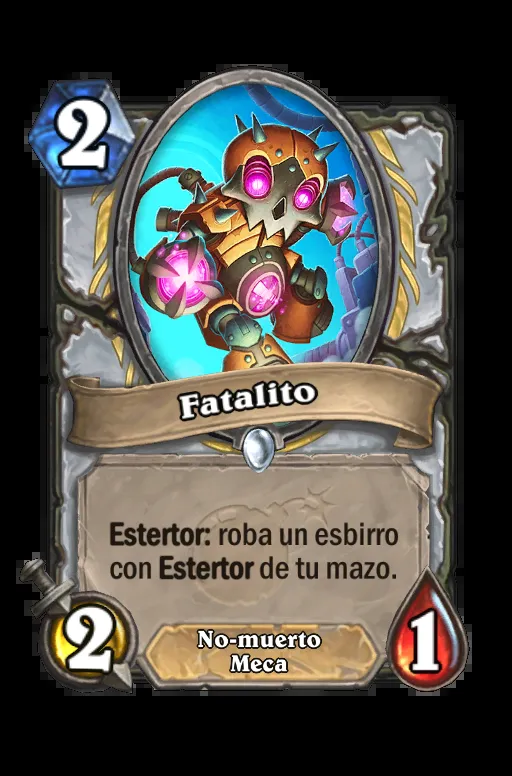 2
Fatalito
Estertor: roba un esbirro
con Estertor de tu mazo.
2
No-muerto
Meca
1